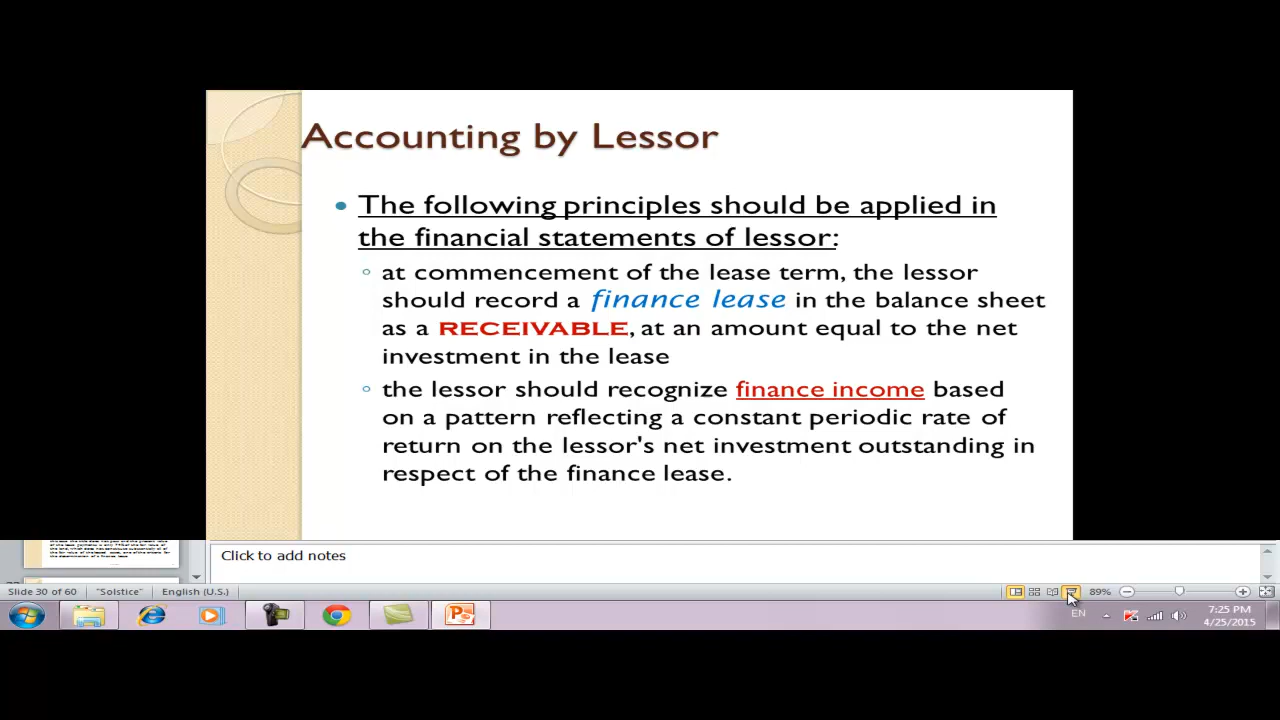 Accounting by Lessor
The following principles should be applied in
the financial statements of lessor:
at commencement of the lease term, the lessor
should record a finance lease in the balance sheet
as a RECEIVABLE, at an amount equal to the net
investment in the lease
the lessor should recognize finance income based
on a pattern reflecting a constant periodic rate of
return on the lessor's net investment outstanding in
respect of the finance lease.
Click to add notes
Slide 30 of 60
"Solstice"
English (U.S.)
89%
EN
7:25 PM
4/25/2015